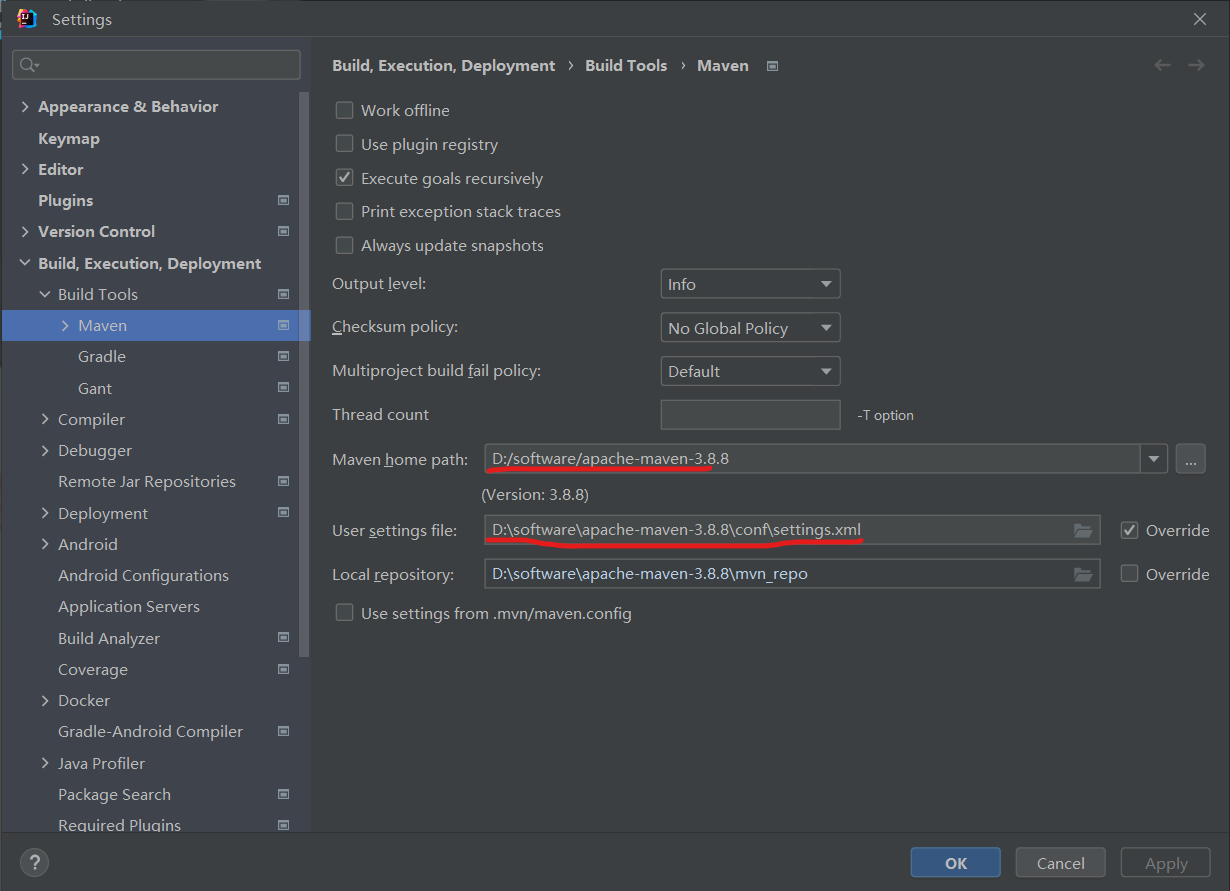 Settings
Build, Execution, Deployment › Build Tools › Maven
Appearance & Behavior
Keymap
Editor
Plugins
Version Control
Build, Execution, Deployment
Build Tools
Maven
Gradle
Gant
Compiler
Debugger
Remote Jar Repositories
Deployment
Android
Android Configurations
Application Servers
Build Analyzer
Coverage
Docker
Gradle-Android Compiler
Java Profiler
Package Search
Required Plugins
Work offline
Use plugin registry
Execute goals recursively
Print exception stack traces
Always update snapshots
Output level: Info
Checksum policy: No Global Policy
Multiproject build fail policy: Default
Thread count -T option
Maven home path: D:/software/apache-maven-3.8.8 ...
(Version: 3.8.8)
User settings file: D:\software\apache-maven-3.8.8\conf\settings.xml Override
Local repository: D:\software\apache-maven-3.8.8\mvn_repo Override
Use settings from .mvn/maven.config
? OK Cancel Apply